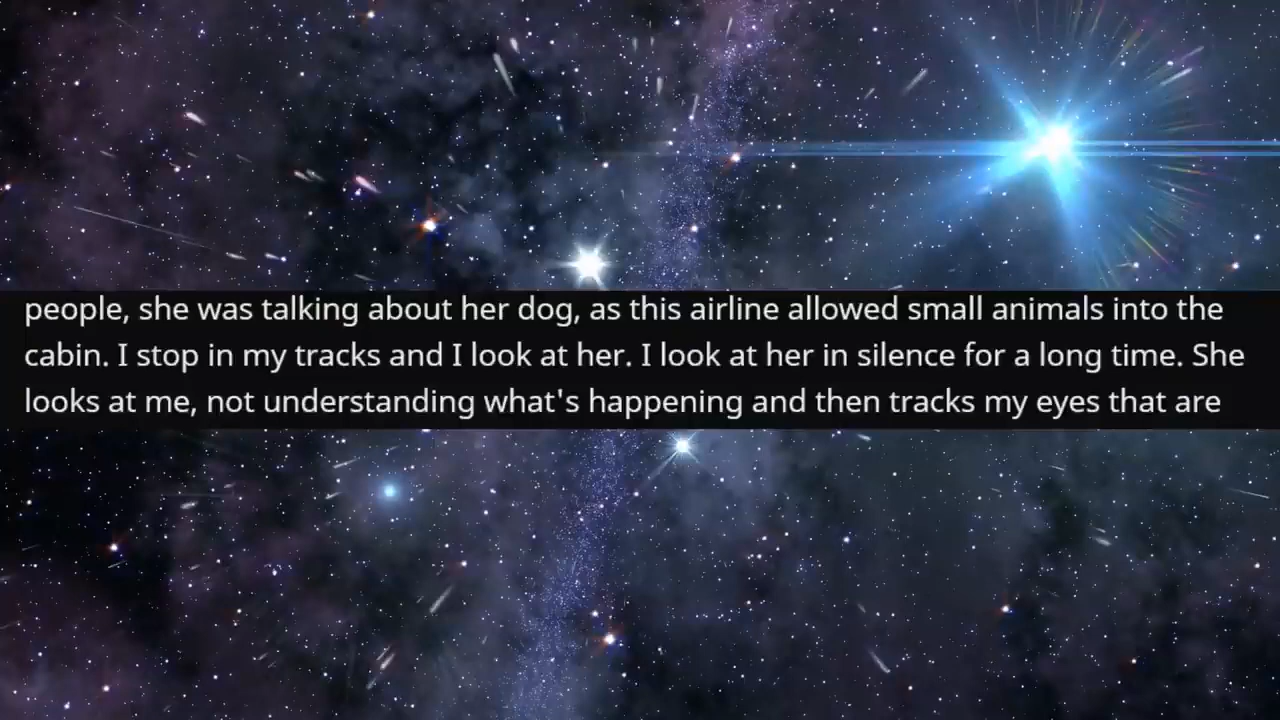 people, she was talking about her dog, as this airline allowed small animals into the
cabin. I stop in my tracks and I look at her. I look at her in silence for a long time. She
looks at me, not understanding what's happening and then tracks my eyes that are